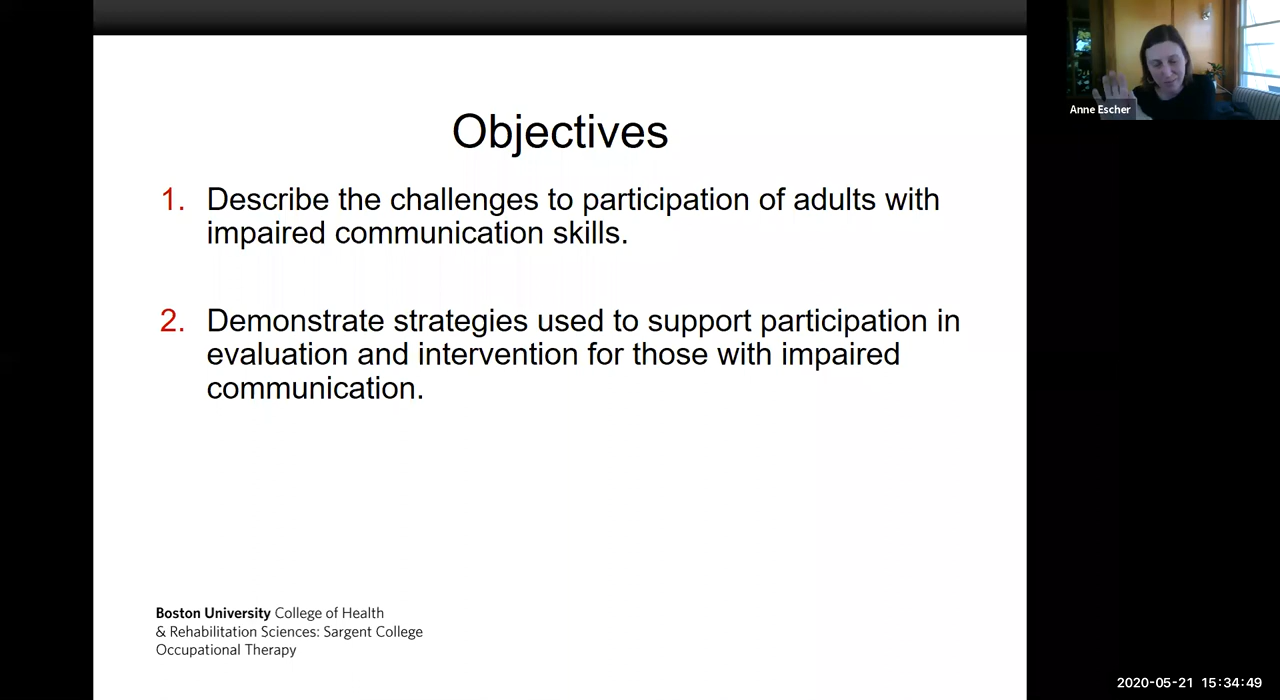 Objectives
1. Describe the challenges to participation of adults with
impaired communication skills.
2. Demonstrate strategies used to support participation in
evaluation and intervention for those with impaired
communication.
Boston University College of Health
& Rehabilitation Sciences: Sargent College
Occupational Therapy
Anne Escher
2020-05-21 15:34:49